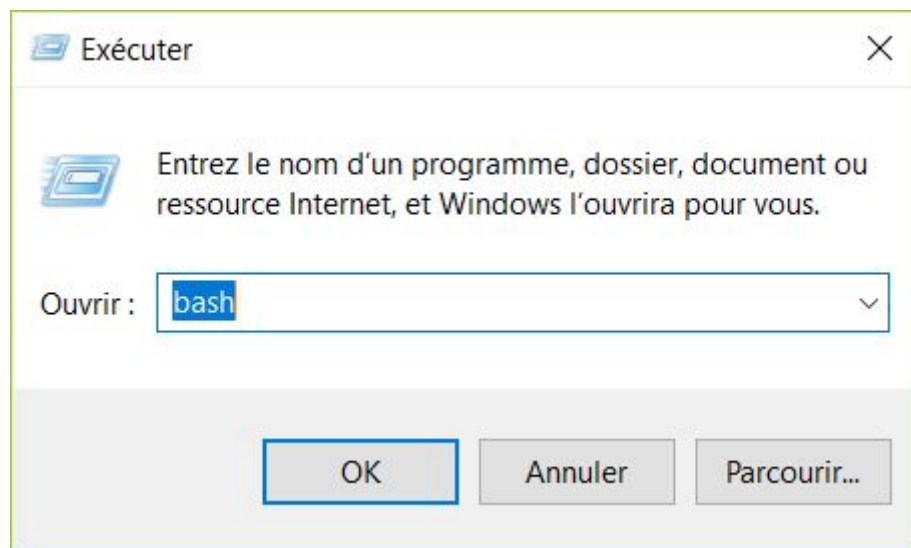 Exécuter
Entrez le nom d’un programme, dossier, document ou
ressource Internet, et Windows l’ouvrira pour vous.
Ouvrir : bash
OK Annuler Parcourir...